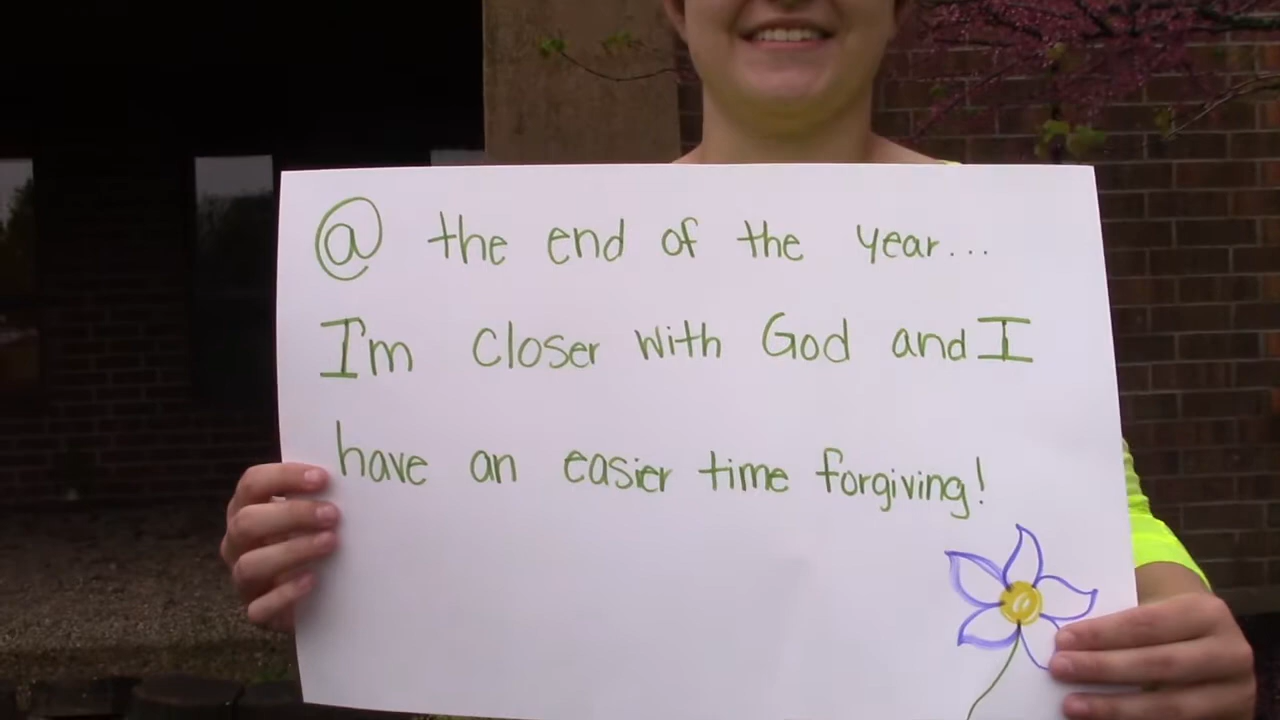 @ the end of the year...
I'm closer with God and I
have an easier time forgiving!